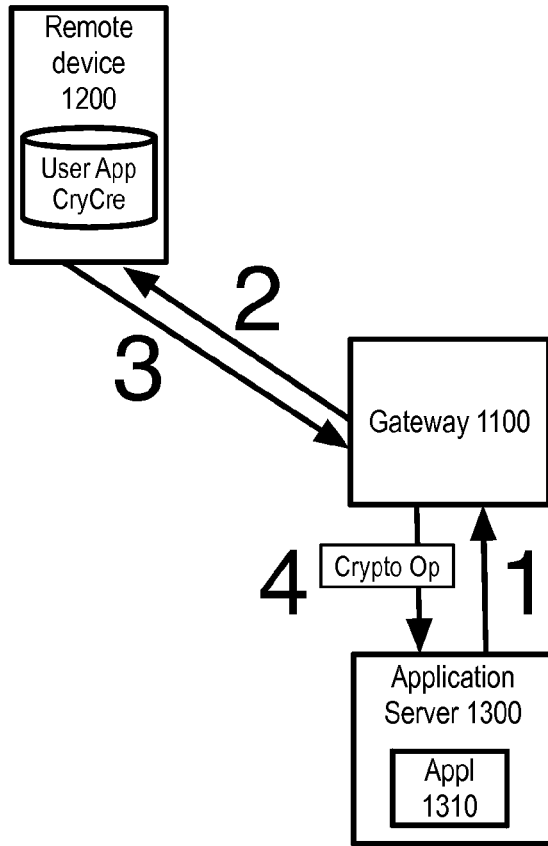 Remote
device
1200
User App
CryCre
2
3
Gateway 1100
4
Crypto Op
1
Application
Server 1300
Appl
1310